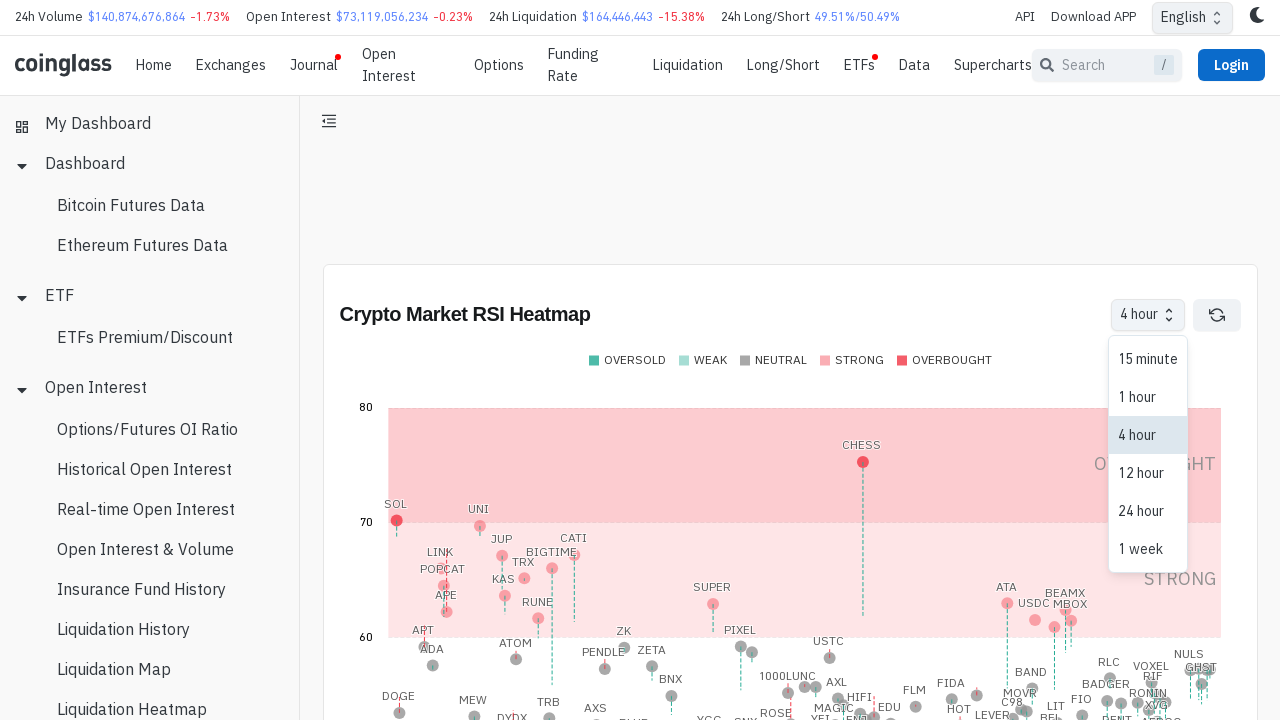 24h Volume $140,874,676,864 -1.73% Open Interest $73,119,056,234 -0.23% 24h Liquidation $164,446,443 -15.38% 24h Long/Short 49.51%/50.49% API Download APP English
coinglass Home Exchanges Journal Open Interest Options Funding Rate Liquidation Long/Short ETFs Data Supercharts Search / Login
My Dashboard
Dashboard
Bitcoin Futures Data
Ethereum Futures Data
ETF
ETFs Premium/Discount
Open Interest
Options/Futures OI Ratio
Historical Open Interest
Real-time Open Interest
Open Interest & Volume
Insurance Fund History
Liquidation History
Liquidation Map
Liquidation Heatmap
Crypto Market RSI Heatmap 4 hour
15 minute
1 hour
4 hour
12 hour
24 hour
1 week
OVERSOLD WEAK NEUTRAL STRONG OVERBOUGHT
80
CHESS
SOL
UNI
70
JUP CATI
LINK BIGTIME
TRX
POPCAT
STRONG
KAS
SUPER ATA
APE BEAMX
RUNE USDC MBOX
60
APT ZK PIXEL
ADA ATOM USTC
PENDLE ZETA NULS
RLC VOXEL GHST
BNX 1000LUNC AXL FIDA BAND BADGER RIF
DOGE MEW TRB HIFI FLM MOVR FIO RONIN
AXS MAGIC EDU HOT C98 LIT XVG
DYDX ROSE LEVER